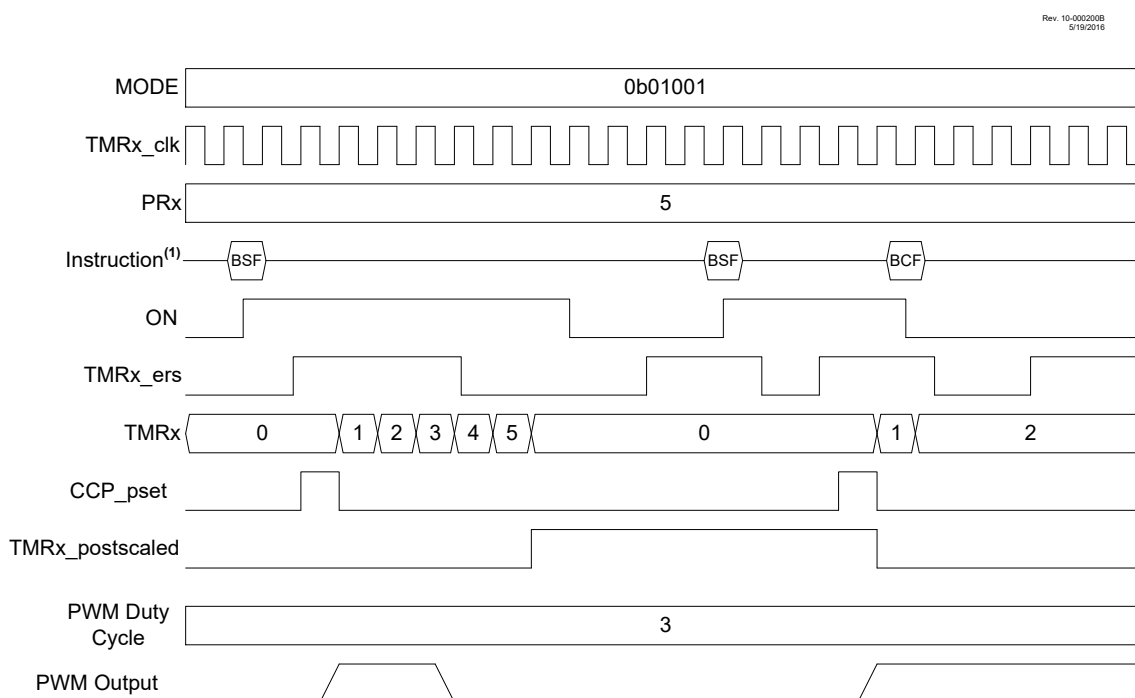 Rev. 10-000200B
5/19/2016
MODE 0b01001
TMRx_clk
PRx 5
Instruction(1) BSF BSF BCF
ON
TMRx_ers
TMRx 0 1 2 3 4 5 0 1 2
CCP_pset
TMRx_postscaled
PWM Duty
Cycle 3
PWM Output